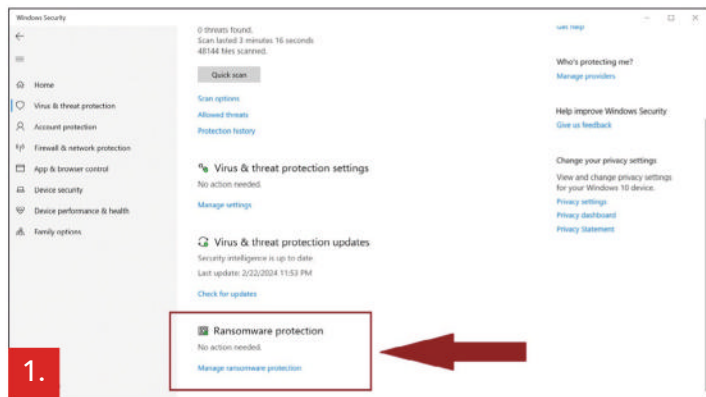 Windows Security
Home
Virus & threat protection
Account protection
Firewall & network protection
App & browser control
Device security
Device performance & health
Family options
0 threats found.
Scan lasted 3 minutes 16 seconds
48144 files scanned.
Quick scan
Scan options
Allowed threats
Protection history
Virus & threat protection settings
No action needed.
Manage settings
Virus & threat protection updates
Security intelligence is up to date
Last update: 2/22/2024 11:53 PM
Check for updates
Ransomware protection
No action needed.
Manage ransomware protection
Get help
Who's protecting me?
Manage providers
Help improve Windows Security
Give us feedback
Change your privacy settings
View and change privacy settings
for your Windows 10 device.
Privacy settings
Privacy dashboard
Privacy Statement
1.